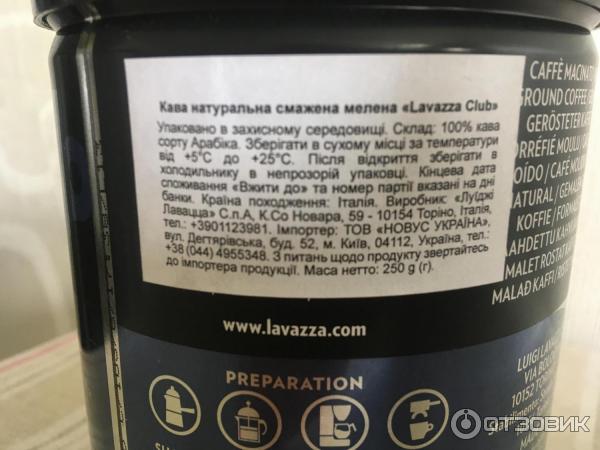 Кава натуральна смажена мелена «Lavazza Club»
Упаковано в захисному середовищі. Склад: 100% кава
сорту Арабіка. Зберігати в сухому місці за температури
від +5°С до +25°С. Після відкриття зберігати в
холодильнику в непрозорій упаковці. Кінцева дата
споживання «Вжити до» та номер партії вказані на дні
банки. Країна походження: Італія. Виробник: «Луїджі
Лавацца» С.п.А, К.Со Новара, 59 - 10154 Торіно, Італія,
тел.: +3901123981. Імпортер: ТОВ «НОВУС УКРАЇНА»,
вул. Дегтярівська, буд. 52, м. Київ, 04112, Україна, тел.:
+38 (044) 4955348. З питань щодо продукту звертайтесь
до імпортера продукції. Маса нетто: 250 g (г).
CAFFÈ MACINATO
GROUND COFFEE
GERÖSTETER
MOULU /
CAFÉ
NATURAL /
KOFFIE /
MALET ROSTAT
MALAĐ KAFFI /
www.lavazza.com
PREPARATION
LUIGI
VIA
10152
ОТЗОВИК